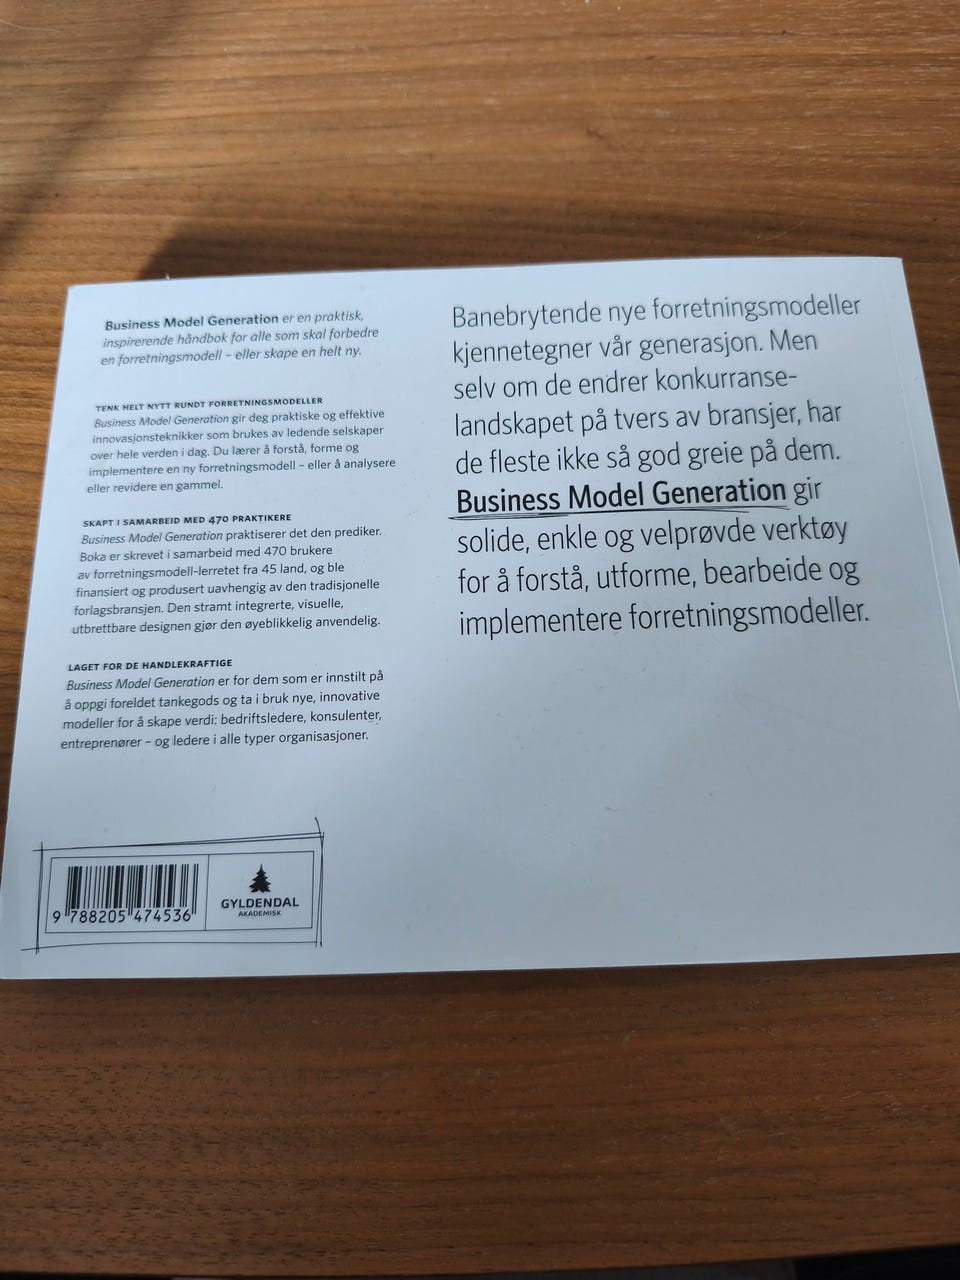 Business Model Generation er en praktisk,
inspirerende håndbok for alle som skal forbedre
en forretningsmodell – eller skape en helt ny.
TENK HELT NYTT RUNDT FORRETNINGSMODELLER
Business Model Generation gir deg praktiske og effektive
innovasjonsteknikker som brukes av ledende selskaper
over hele verden i dag. Du lærer å forstå, forme og
implementere en ny forretningsmodell – eller å analysere
eller revidere en gammel.
SKAPT I SAMARBEID MED 470 PRAKTIKERE
Business Model Generation praktiserer det den prediker.
Boka er skrevet i samarbeid med 470 brukere
av forretningsmodell-lerretet fra 45 land, og ble
finansiert og produsert uavhengig av den tradisjonelle
forlagsbransjen. Den stramt integrerte, visuelle,
utbrettbare designen gjør den øyeblikkelig anvendelig.
LAGET FOR DE HANDLEKRAFTIGE
Business Model Generation er for dem som er innstilt på
å oppgi foreldet tankegods og ta i bruk nye, innovative
modeller for å skape verdi: bedriftsledere, konsulenter,
entreprenører – og ledere i alle typer organisasjoner.
Banebrytende nye forretningsmodeller
kjennetegner vår generasjon. Men
selv om de endrer konkurranse-
landskapet på tvers av bransjer, har
de fleste ikke så god greie på dem.
Business Model Generation gir
solide, enkle og velprøvde verktøy
for å forstå, utforme, bearbeide og
implementere forretningsmodeller.
9 788205 474536
GYLDENDAL
AKADEMISK